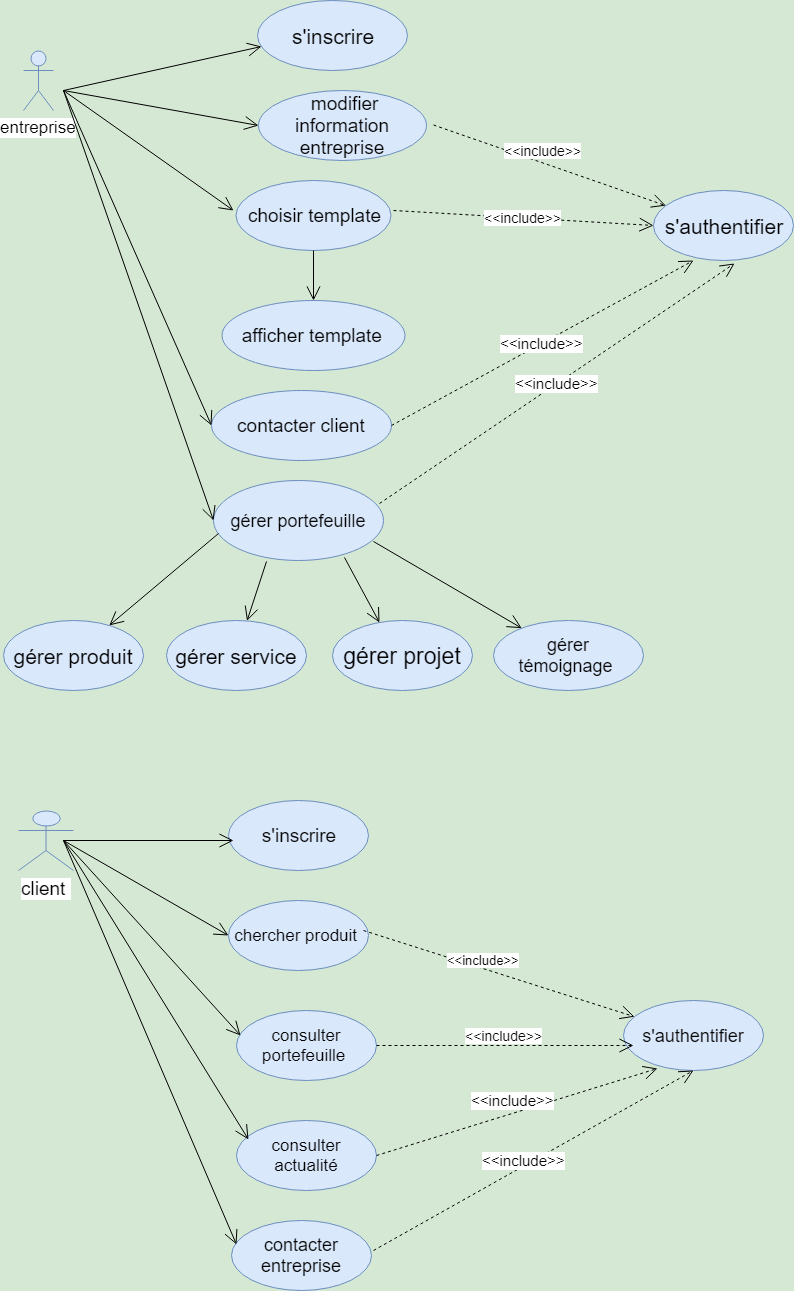 s'inscrire
entreprise
modifier
information
entreprise
<<include>>
choisir template
<<include>>
s'authentifier
afficher template
<<include>>
<<include>>
contacter client
gérer portefeuille
gérer produit
gérer service
gérer projet
gérer
témoignage
s'inscrire
client
chercher produit
<<include>>
consulter
portefeuille
<<include>>
s'authentifier
<<include>>
consulter
actualité
<<include>>
contacter
entreprise